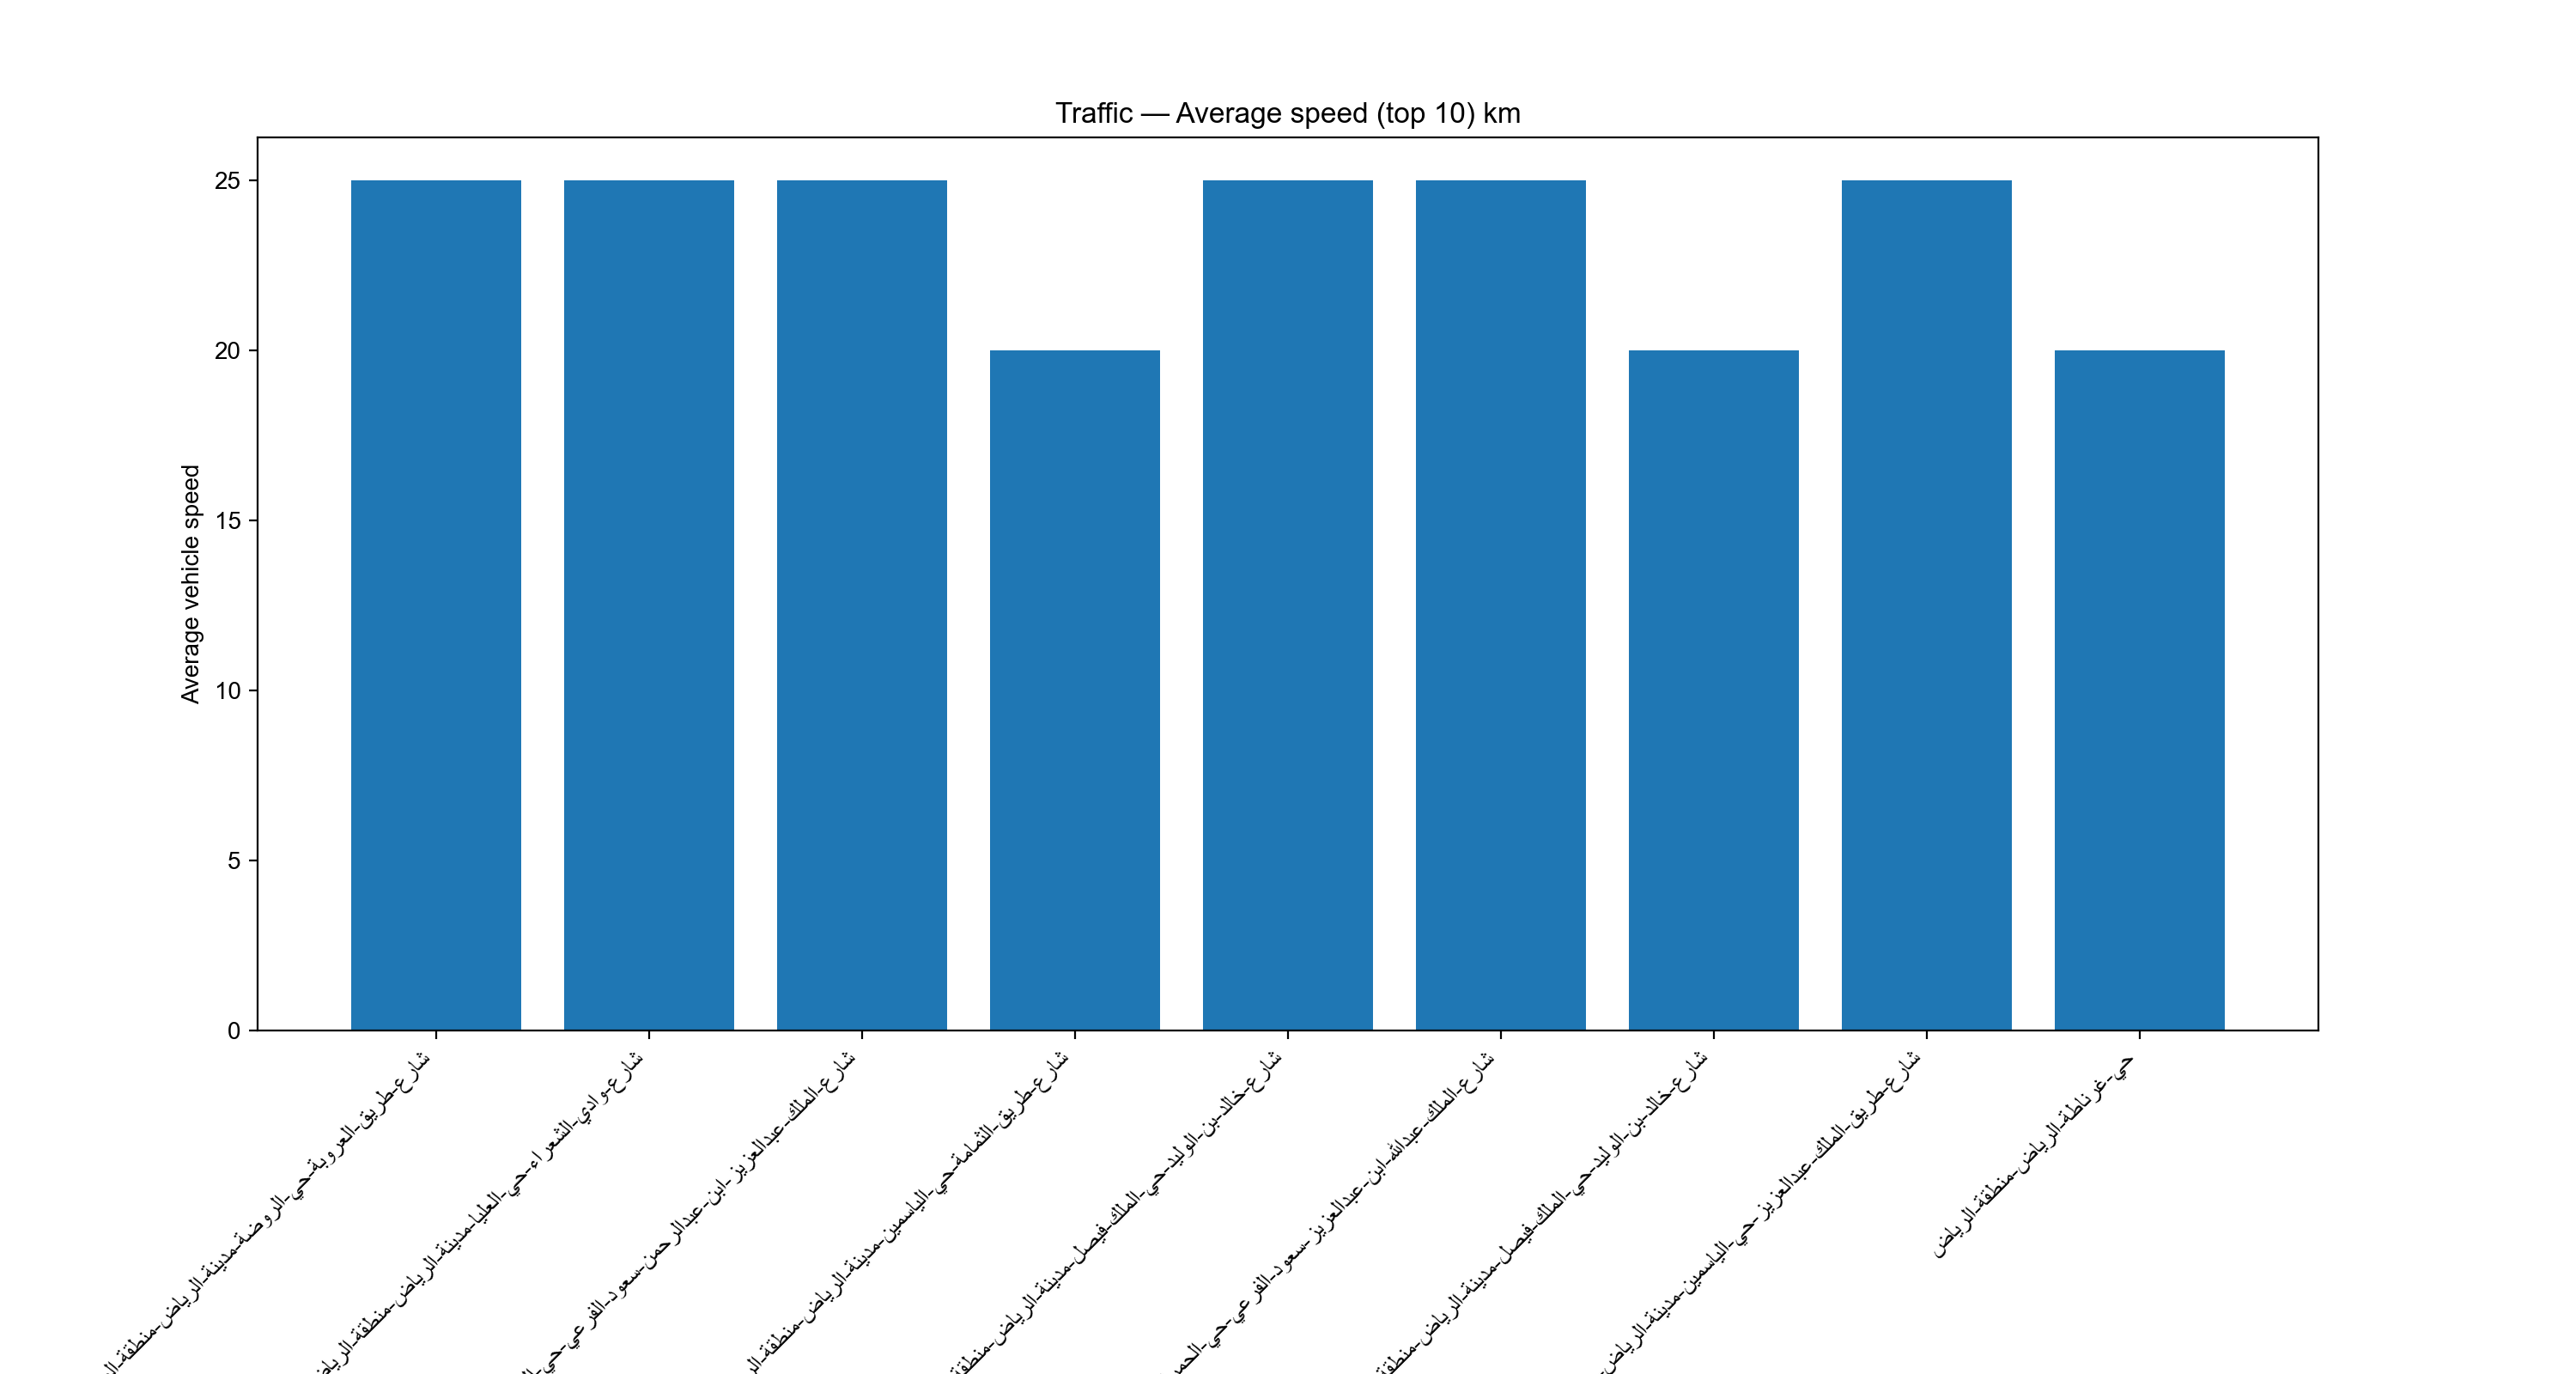 Traffic — Average speed (top 10) km
Average vehicle speed
25
20
15
10
5
0
شارع-طريق-العروبة-حي-الروضة-مدينة-الرياض-منطقة-ال
شارع-وادي-الشعراء-حي-العليا-مدينة-الرياض-منطقة-الرياض
شارع-الملك-عبدالعزيز-ابن-عبدالرحمن-سعود-الفرعي-حي-ال
شارع-طريق-الثمامة-حي-الياسمين-مدينة-الرياض-منطقة-الر
شارع-خالد-بن-الوليد-حي-الملك-فيصل-مدينة-الرياض-منطقة
شارع-الملك-عبدالله-ابن-عبدالعزيز-سعود-الفرعي-حي-الحمر
شارع-خالد-بن-الوليد-حي-الملك-فيصل-مدينة-الرياض-منطقة
شارع-طريق-الملك-عبدالعزيز-حي-الياسمين-مدينة-الرياض-
حي-غرناطة-الرياض-منطقة-الرياض